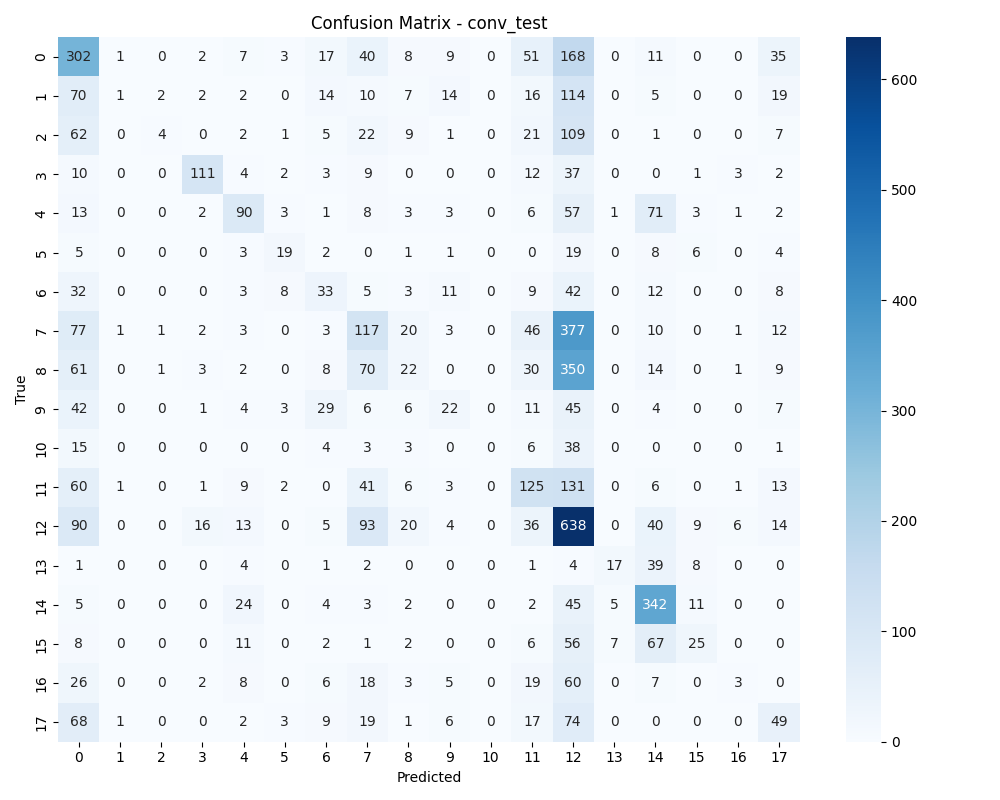 Confusion Matrix - conv_test
0 302 1 0 2 7 3 17 40 8 9 0 51 168 0 11 0 0 35
1 70 1 2 2 2 0 14 10 7 14 0 16 114 0 5 0 0 19
2 62 0 4 0 2 1 5 22 9 1 0 21 109 0 1 0 0 7
3 10 0 0 111 4 2 3 9 0 0 0 12 37 0 0 1 3 2
4 13 0 0 2 90 3 1 8 3 3 0 6 57 1 71 3 1 2
5 5 0 0 0 3 19 2 0 1 1 0 0 19 0 8 6 0 4
6 32 0 0 0 3 8 33 5 3 11 0 9 42 0 12 0 0 8
7 77 1 1 2 3 0 3 117 20 3 0 46 377 0 10 0 1 12
8 61 0 1 3 2 0 8 70 22 0 0 30 350 0 14 0 1 9
9 42 0 0 1 4 3 29 6 6 22 0 11 45 0 4 0 0 7
10 15 0 0 0 0 0 4 3 3 0 0 6 38 0 0 0 0 1
11 60 1 0 1 9 2 0 41 6 3 0 125 131 0 6 0 1 13
12 90 0 0 16 13 0 5 93 20 4 0 36 638 0 40 9 6 14
13 1 0 0 0 4 0 1 2 0 0 0 1 4 17 39 8 0 0
14 5 0 0 0 24 0 4 3 2 0 0 2 45 5 342 11 0 0
15 8 0 0 0 11 0 2 1 2 0 0 6 56 7 67 25 0 0
16 26 0 0 2 8 0 6 18 3 5 0 19 60 0 7 0 3 0
17 68 1 0 0 2 3 9 19 1 6 0 17 74 0 0 0 0 49
0 1 2 3 4 5 6 7 8 9 10 11 12 13 14 15 16 17
Predicted
True
600
500
400
300
200
100
0